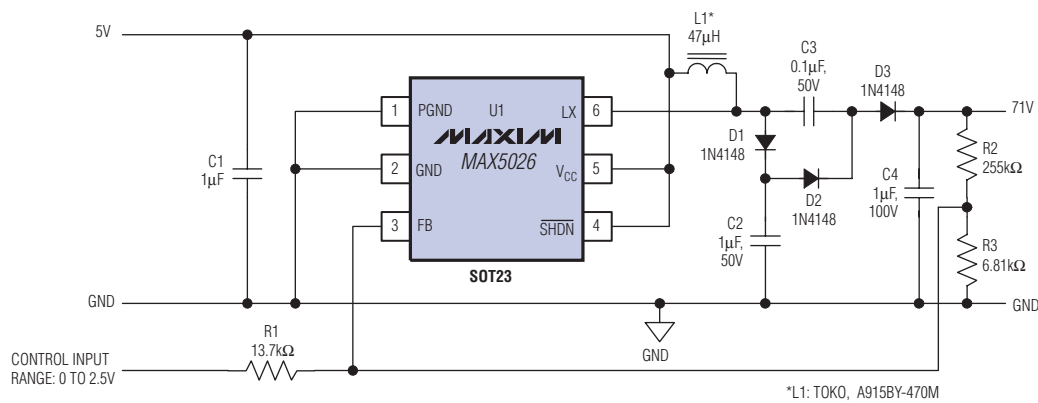 5V
L1*
47µH
C3
0.1µF,
50V
D3
1N4148
71V
1
PGND
U1
LX
6
MAXIM
MAX5026
D1
1N4148
R2
255kΩ
C1
1µF
2
GND
VCC
5
D2
1N4148
C4
1µF,
100V
3
FB
SHDN
4
C2
1µF,
50V
R3
6.81kΩ
SOT23
GND
GND
GND
R1
13.7kΩ
CONTROL INPUT
RANGE: 0 TO 2.5V
*L1: TOKO, A915BY-470M